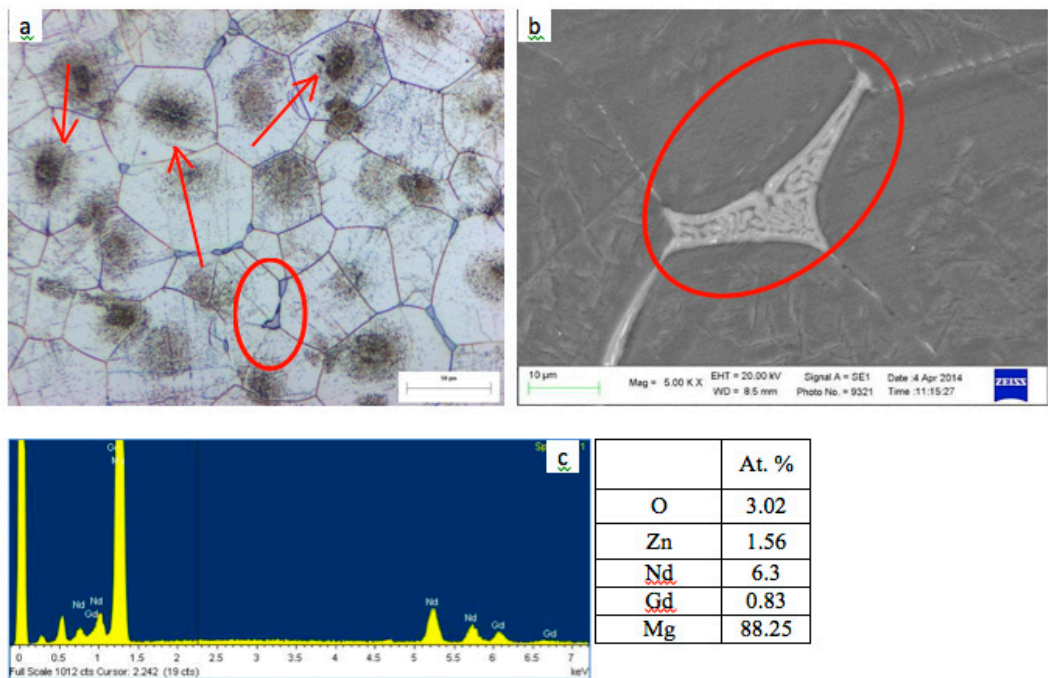 a
50 µm
b
10 µm
Mag = 5.00 K X
EHT = 20.00 kV
WD = 8.5 mm
Signal A = SE1
Photo No. = 9321
Date :4 Apr 2014
Time :11:15:27
ZEISS
c
Mg
Nd
Nd
Gd
Nd
Nd
Gd
Gd
0 0.5 1 1.5 2 2.5 3 3.5 4 4.5 5 5.5 6 6.5 7
Full Scale 1012 cts Cursor: 2.242 (19 cts) keV
At. %
O 3.02
Zn 1.56
Nd 6.3
Gd 0.83
Mg 88.25